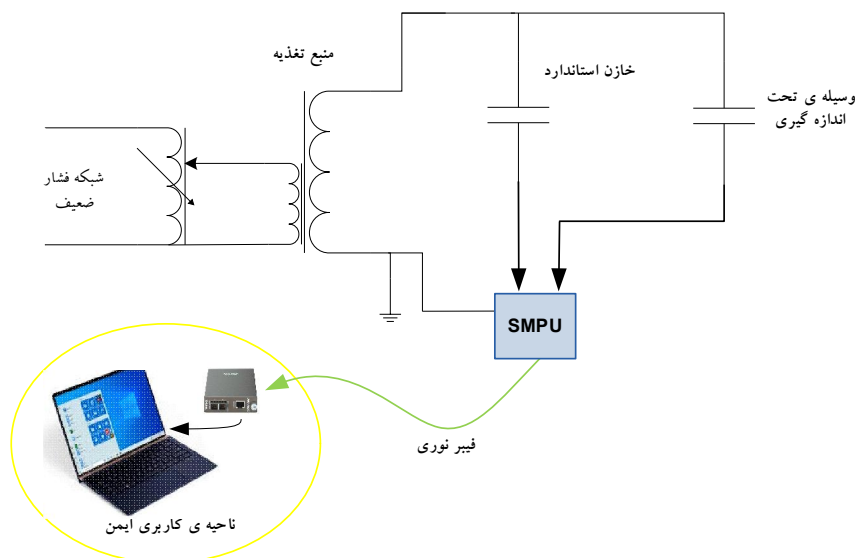 منبع تغذیه
خازن استاندارد
وسیله ی تحت
اندازه گیری
شبکه فشار
ضعیف
SMPU
فیبر نوری
ناحیه ی کاربری ایمن